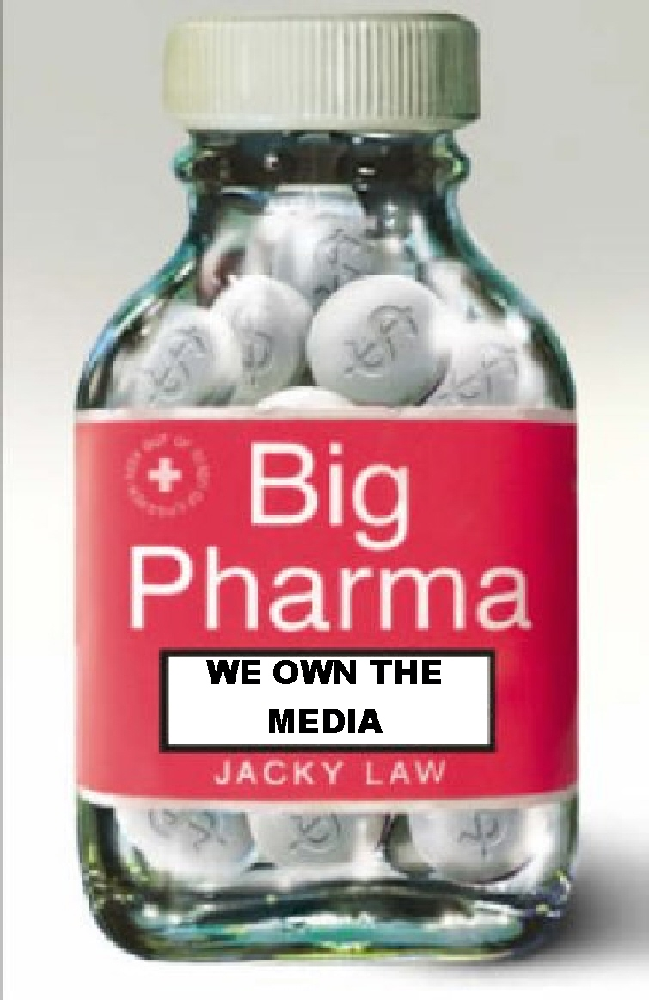 Big
Pharma
WE OWN THE
MEDIA
JACKY LAW